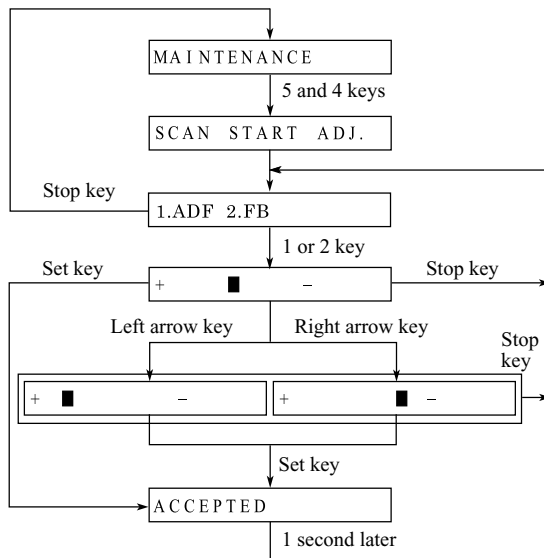 MAINTENANCE
5 and 4 keys
SCAN START ADJ.
Stop key
1.ADF 2.FB
1 or 2 key
Set key
+ ■ –
Stop key
Left arrow key
Right arrow key
Stop
key
+ ■ –
+ ■ –
Set key
ACCEPTED
1 second later